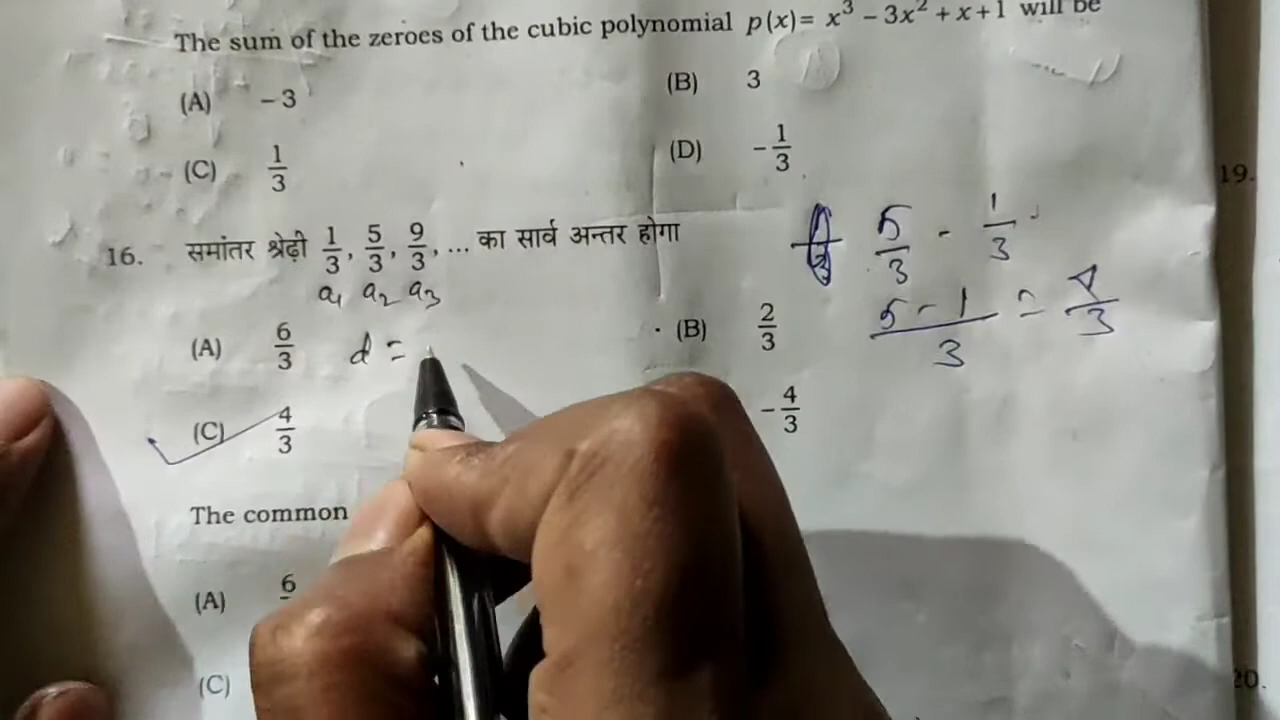 The sum of the zeroes of the cubic polynomial p(x)= x³ − 3x² + x + 1 will be
(A) − 3
(B) 3
(C) 1/3
(D) − 1/3
19.
16. समांतर श्रेढ़ी 1/3, 5/3, 9/3, ... का सार्व अन्तर होगा
a₁ a₂ a₃
5/3 - 1/3
5 - 1/3 = 4/3
(A) 6/3
d =
(B) 2/3
(C) 4/3
− 4/3
The common
(A) 6
(C)
20.